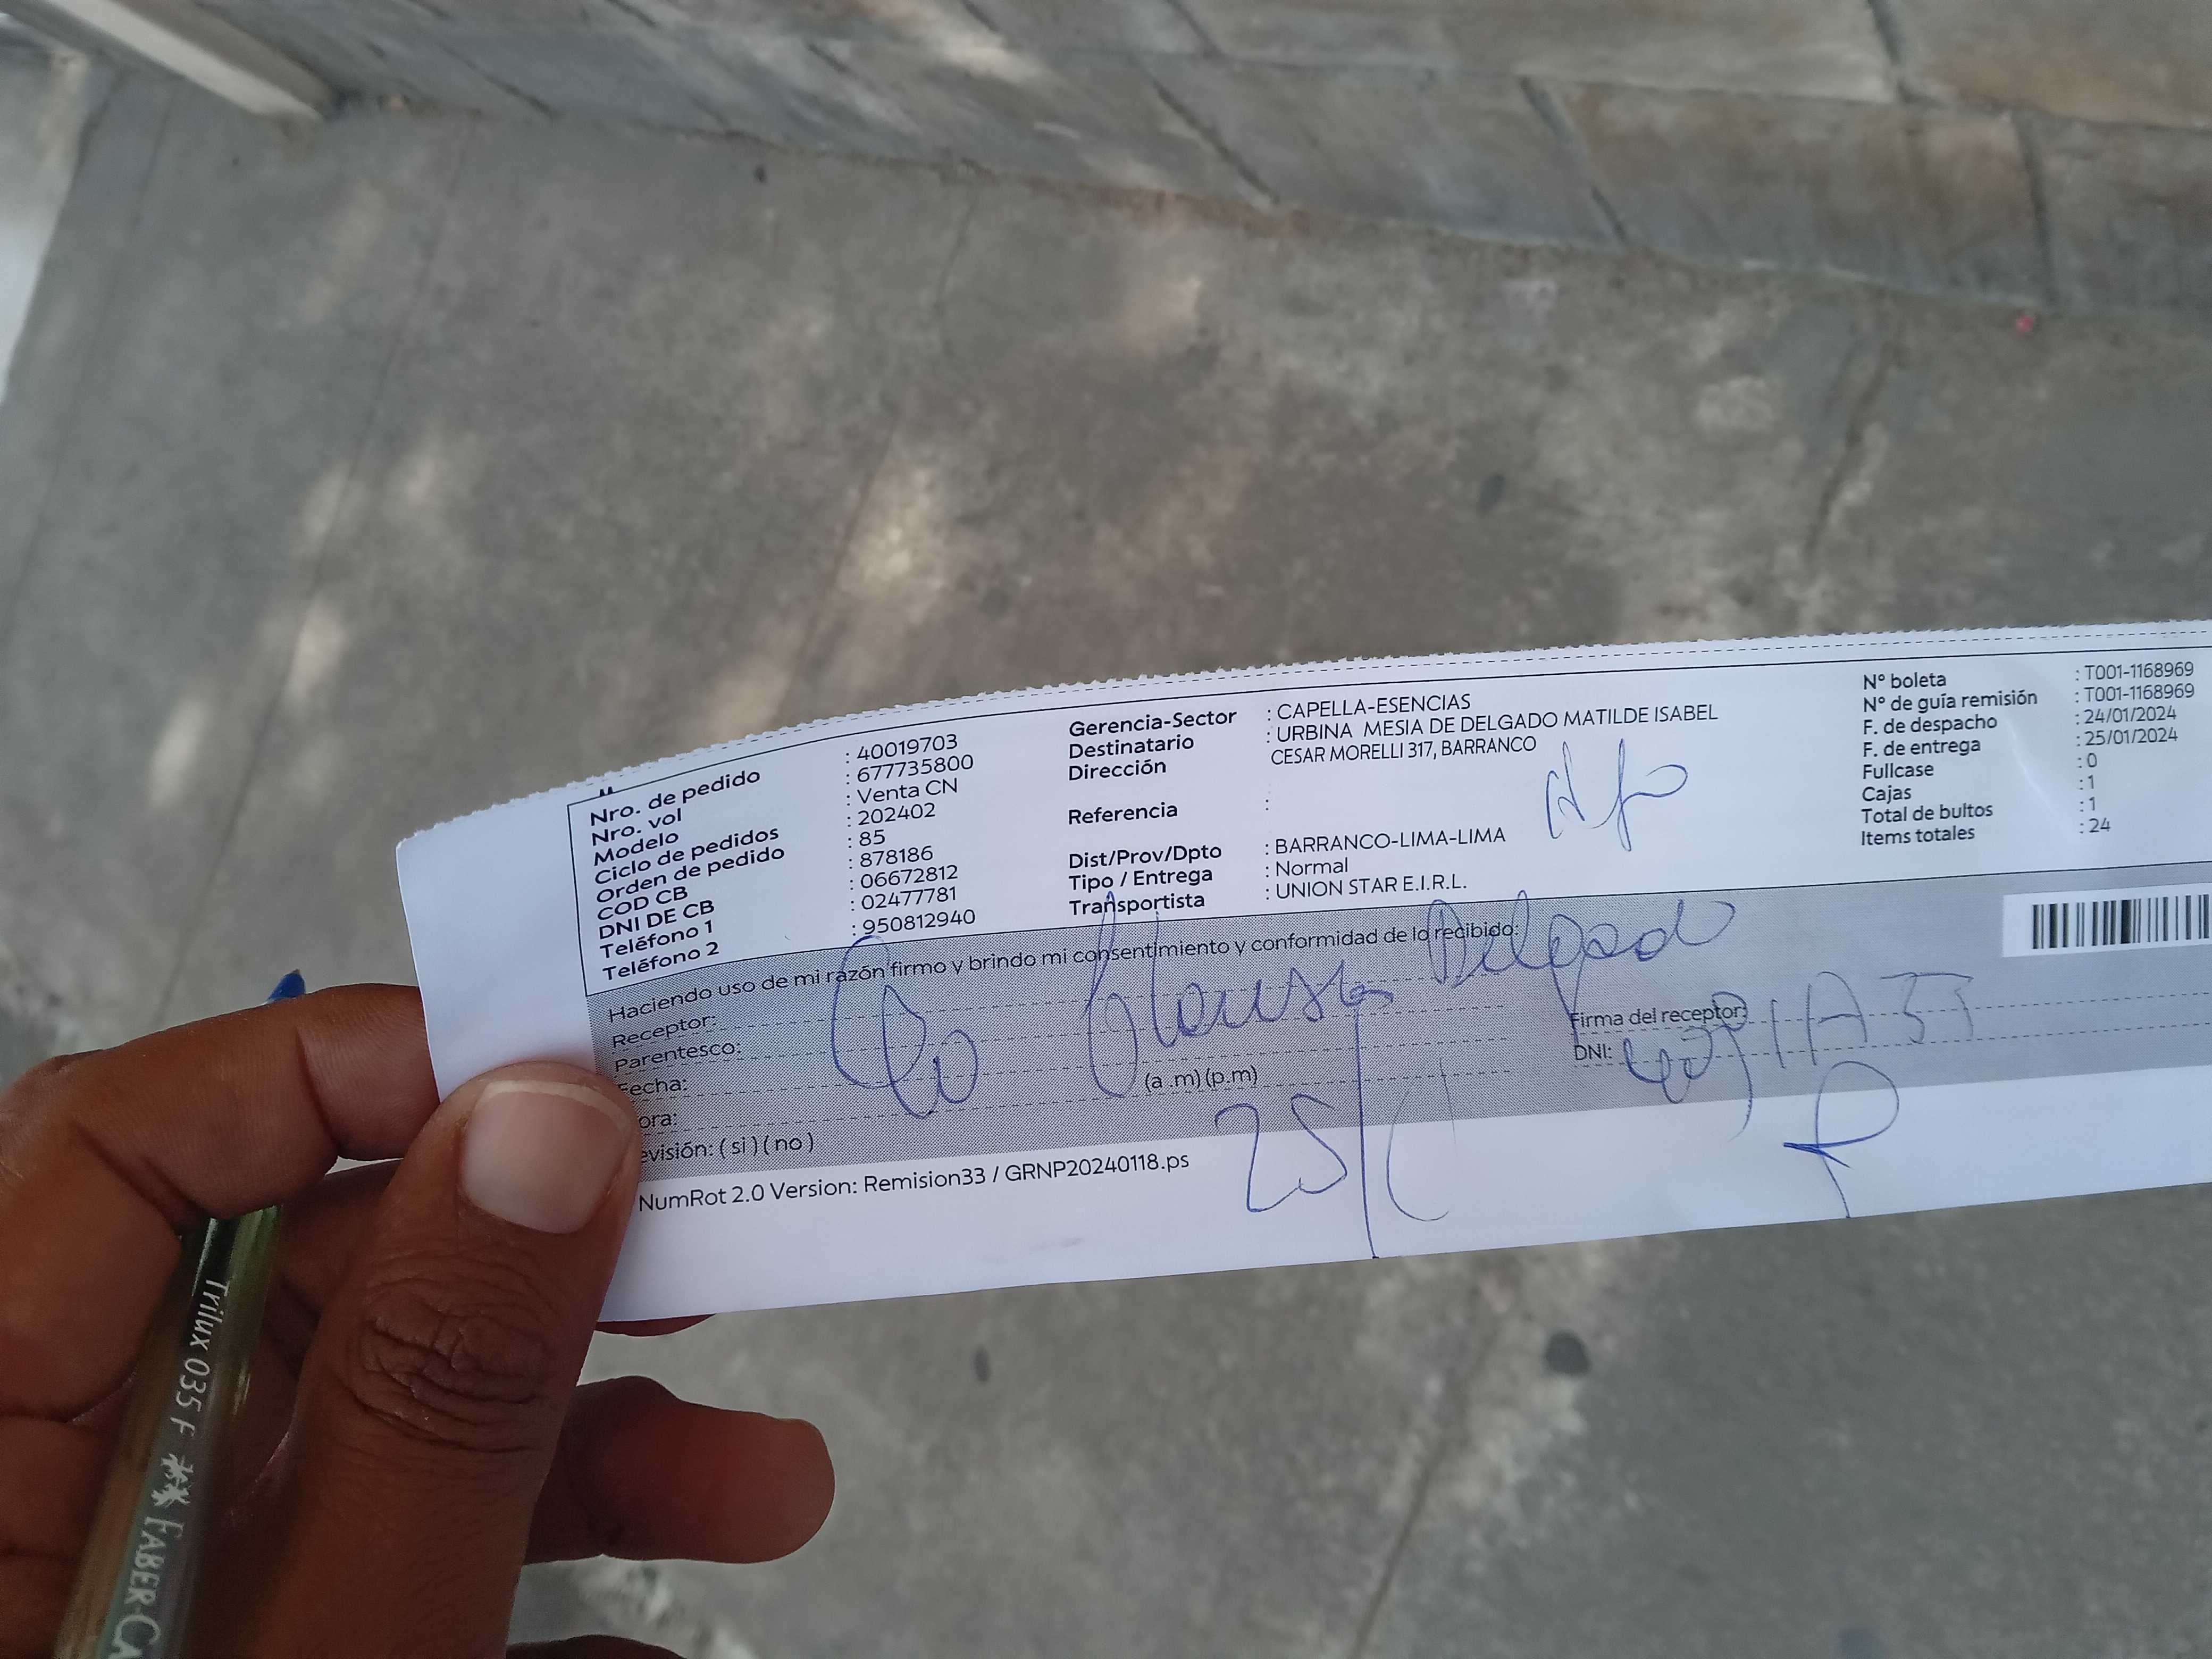 Nro. de pedido : 40019703
Nro. vol : 677735800
Modelo : Venta CN
Ciclo de pedidos : 202402
Orden de pedido : 85
COD CB : 878186
DNI DE CB : 06672812
Teléfono 1 : 02477781
Teléfono 2 : 950812940
Gerencia-Sector : CAPELLA-ESENCIAS
Destinatario : URBINA MESIA DE DELGADO MATILDE ISABEL
Dirección CESAR MORELLI 317, BARRANCO
Referencia :
Dist/Prov/Dpto : BARRANCO-LIMA-LIMA
Tipo / Entrega : Normal
Transportista : UNION STAR E.I.R.L.
N° boleta : T001-1168969
N° de guía remisión : T001-1168969
F. de despacho : 24/01/2024
F. de entrega : 25/01/2024
Fullcase : 0
Cajas : 1
Total de bultos : 1
Items totales : 24
Haciendo uso de mi razón firmo y brindo mi consentimiento y conformidad de lo recibido:
Receptor:
Delgado
Parentesco:
Fecha:
ora:
(a .m) (p.m)
evisión: ( si ) ( no )
Firma del receptor:
DNI:
25/
NumRot 2.0 Version: Remision33 / GRNP20240118.ps
Trilux 035 F FABER-CA